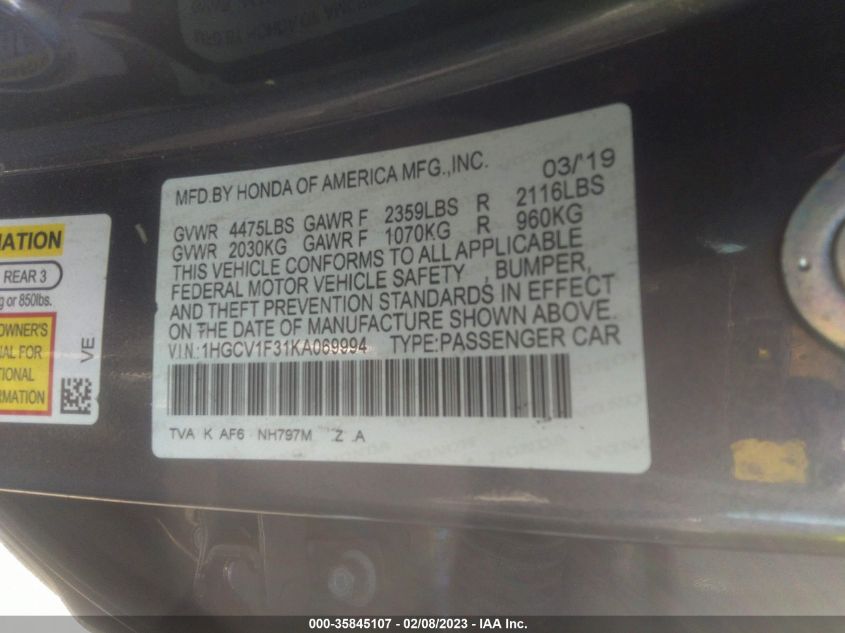 MFD.BY HONDA OF AMERICA MFG.,INC. 03/'19
GVWR 4475LBS GAWR F 2359LBS R 2116LBS
GVWR 2030KG GAWR F 1070KG R 960KG
THIS VEHICLE CONFORMS TO ALL APPLICABLE
FEDERAL MOTOR VEHICLE SAFETY , BUMPER,
AND THEFT PREVENTION STANDARDS IN EFFECT
ON THE DATE OF MANUFACTURE SHOWN ABOVE
V.I.N.:1HGCV1F31KA069994 TYPE:PASSENGER CAR
TVA K AF6 NH797M Z A
REAR 3
or 850lbs.
OWNER'S
FOR
VE
000-35845107 - 02/08/2023 - IAA Inc.